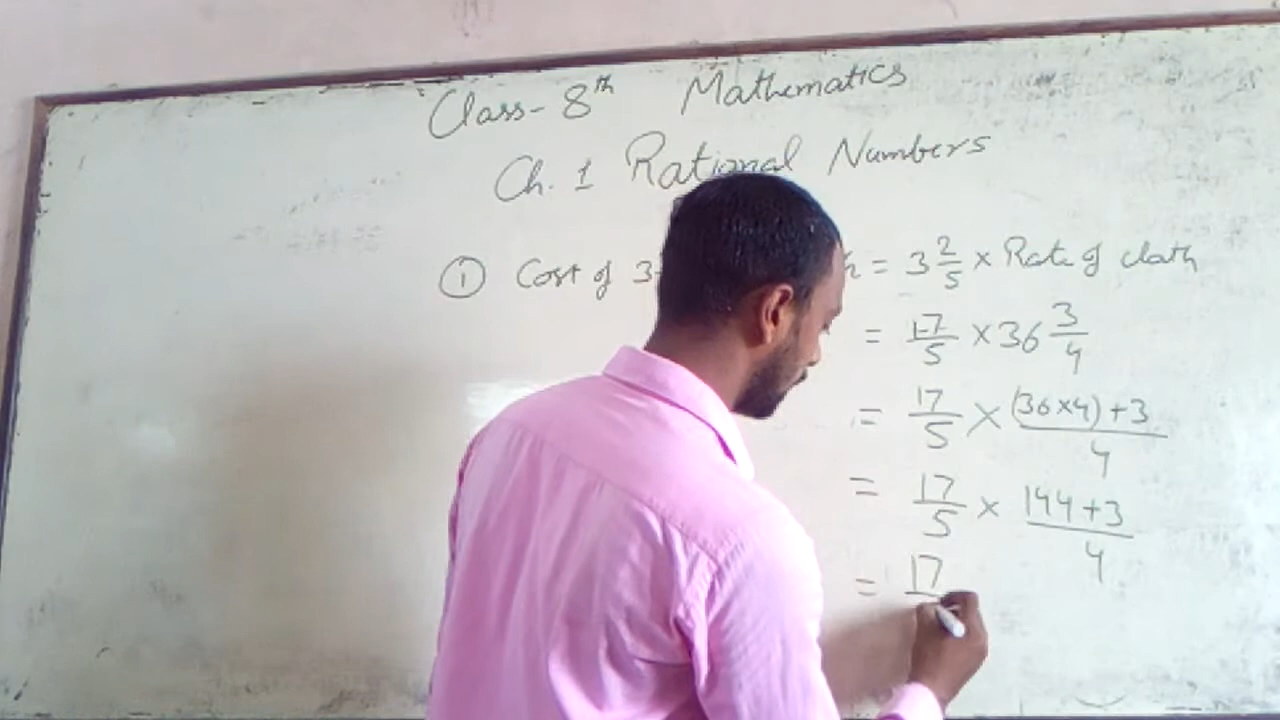 Class- 8th Mathematics
Ch. 1 Rational Numbers
① Cost of 3 = 3 2/5 × Rate of cloth
= 17/5 × 36 3/4
= 17/5 × (36×4)+3/4
= 17/5 × 144+3/4
= 17